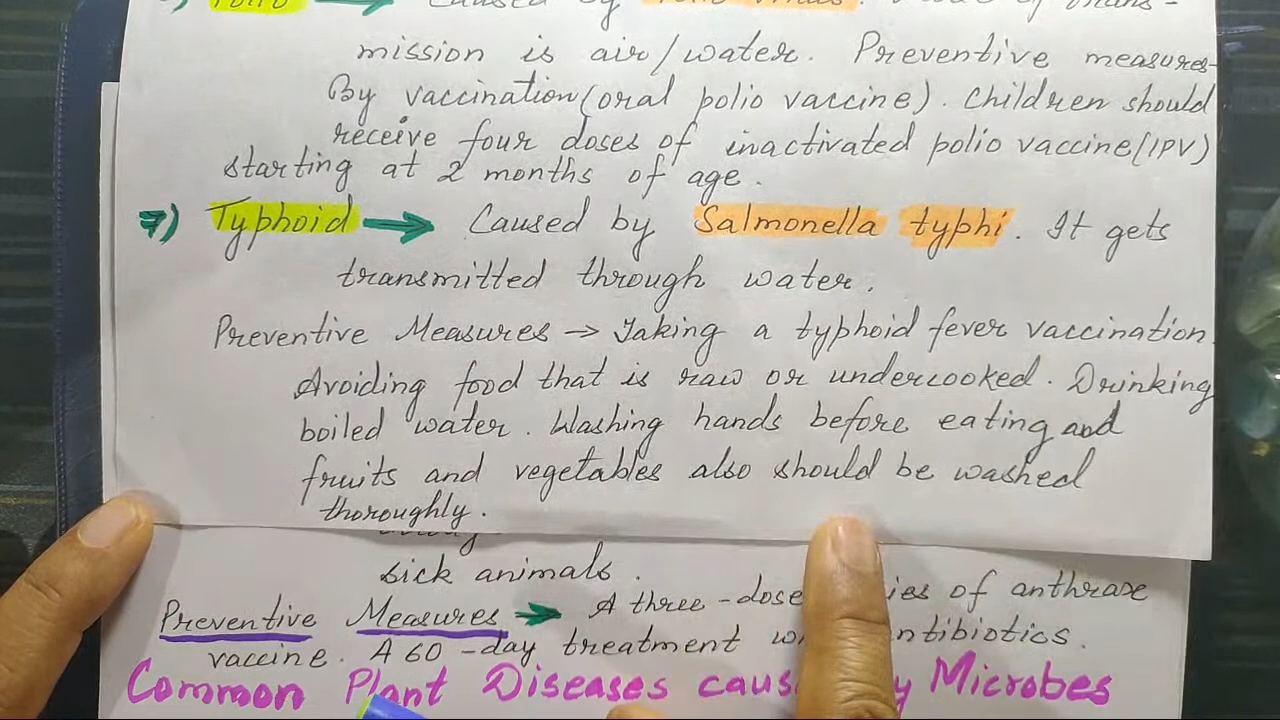 Caused by
mission is air/water. Preventive measures-
By vaccination (oral polio vaccine). Children should
receive four doses of inactivated polio vaccine (IPV)
starting at 2 months of age.
7) Typhoid → Caused by Salmonella typhi. It gets
transmitted through water.
Preventive Measures → Taking a typhoid fever vaccination.
Avoiding food that is raw or undercooked. Drinking
boiled water. Washing hands before eating and
fruits and vegetables also should be washed
thoroughly.
sick animals.
Preventive Measures → A three-dose of anthrax
vaccine. A 60-day treatment
Common Plant Diseases Microbes